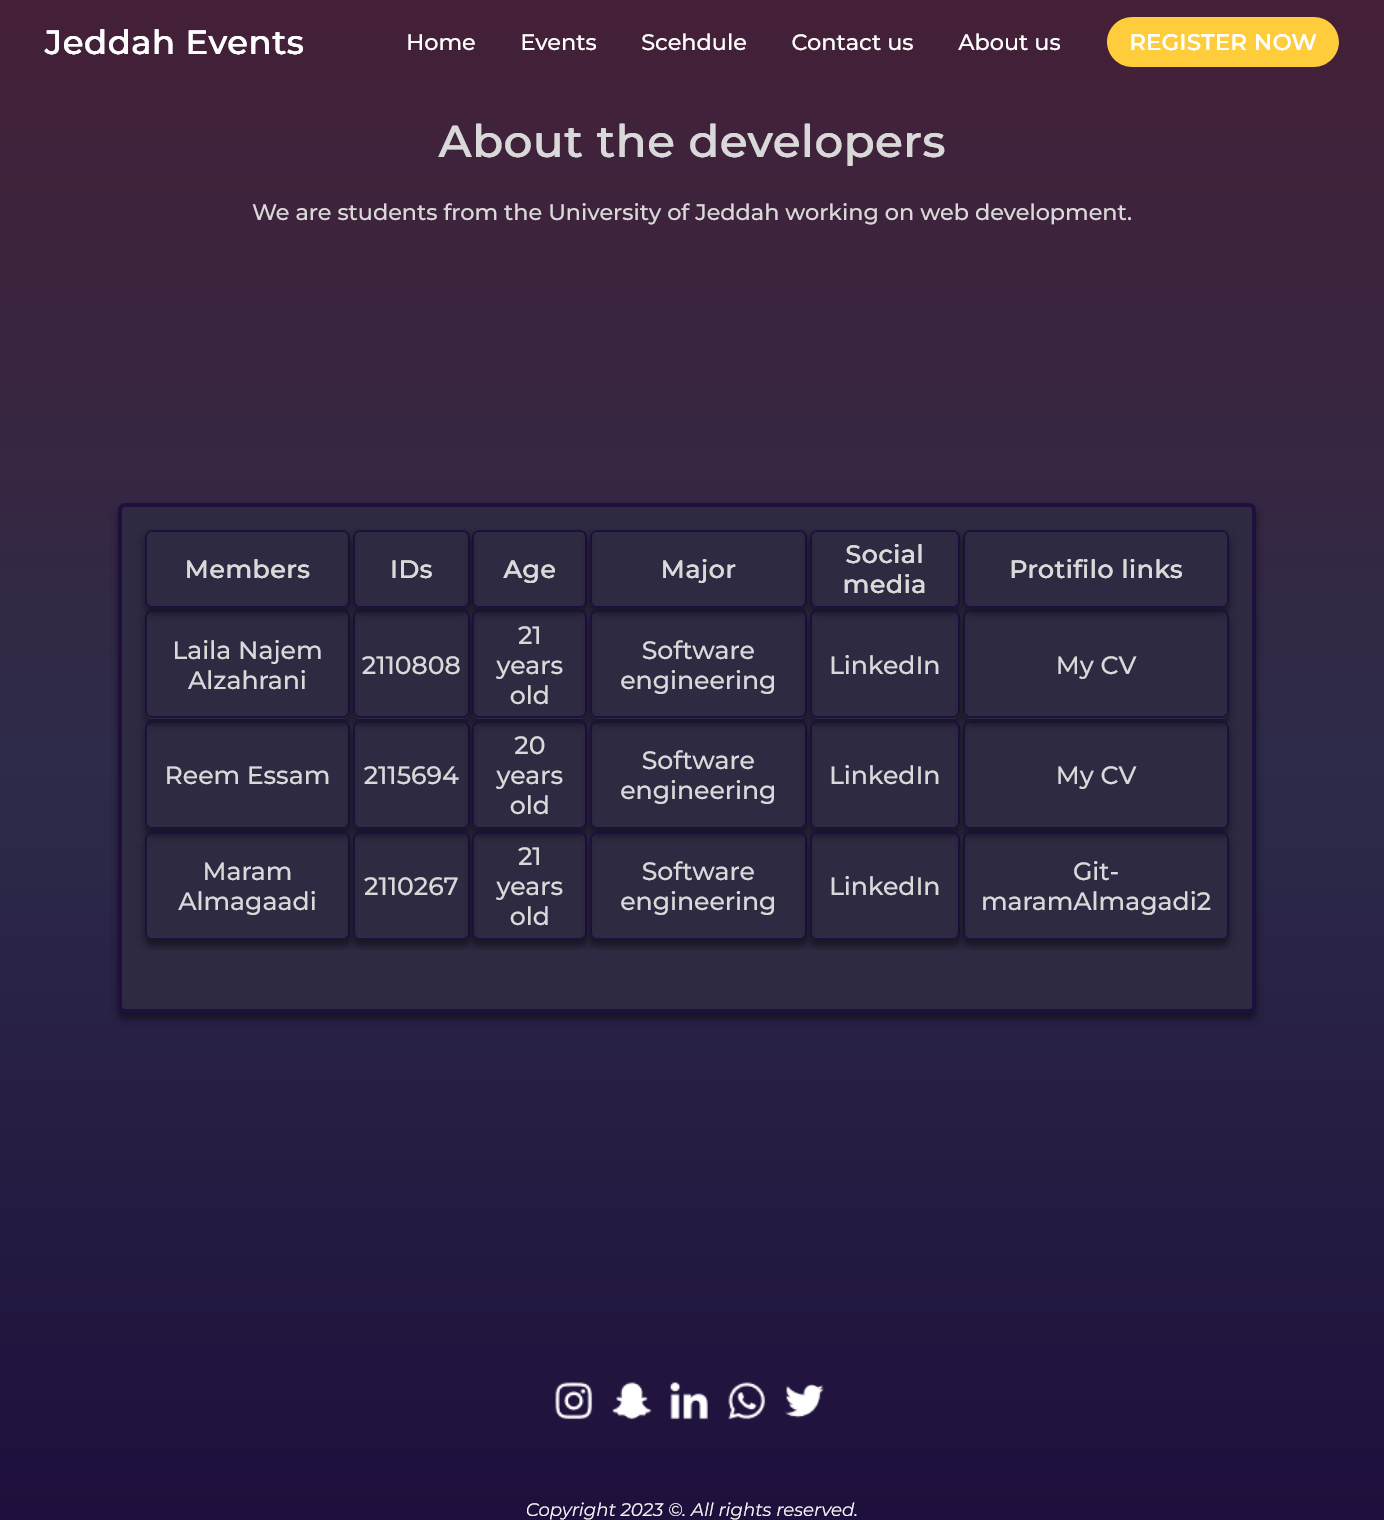 Jeddah Events
Home
Events
Scehdule
Contact us
About us
REGISTER NOW
About the developers
We are students from the University of Jeddah working on web development.
Members
IDs
Age
Major
Social
media
Protifilo links
Laila Najem
Alzahrani
2110808
21
years
old
Software
engineering
LinkedIn
My CV
Reem Essam
2115694
20
years
old
Software
engineering
LinkedIn
My CV
Maram
Almagaadi
2110267
21
years
old
Software
engineering
LinkedIn
Git-
maramAlmagadi2
Copyright 2023 ©. All rights reserved.